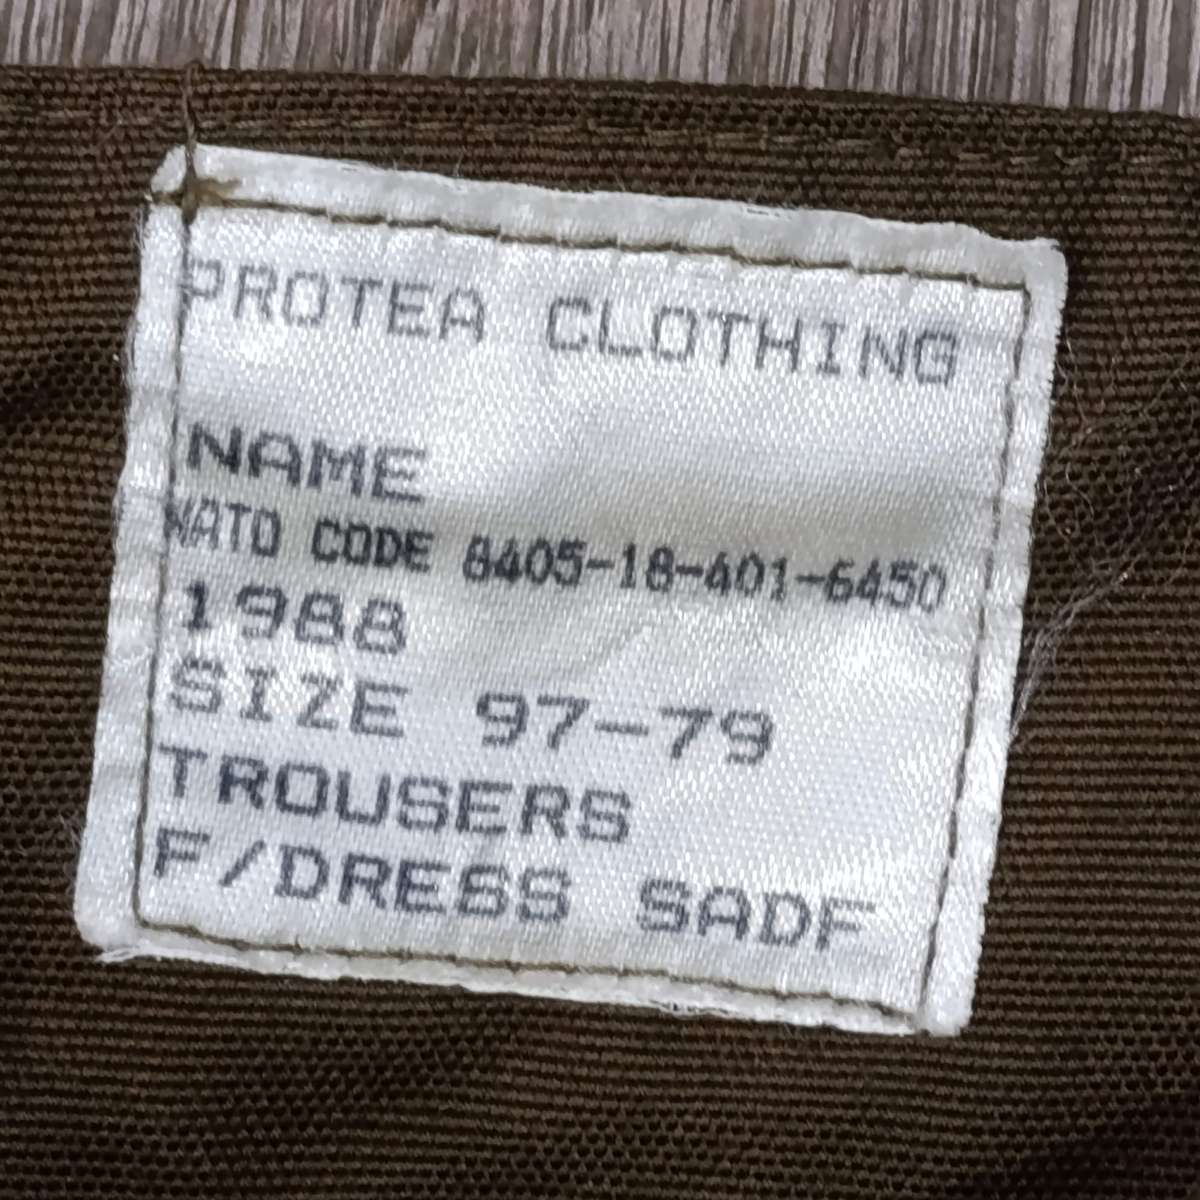 PROTEA CLOTHING
NAME
NATO CODE 8405-18-401-6450
1988
SIZE 97-79
TROUSERS
F/DRESS SADF